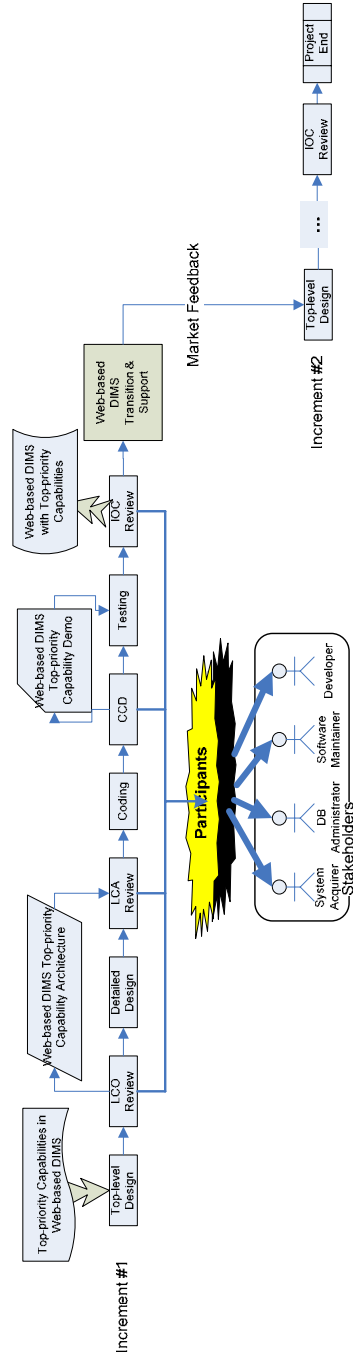 Top-priority Capabilities in
Web-based DIMS
Web-based DIMS Top-priority
Capability Architecture
Web-based DIMS
Top-priority
Capability Demo
Web-based DIMS
with Top-priority
Capabilities
Increment #1
Top-level
Design
LCO
Review
Detailed
Design
LCA
Review
Coding
CCD
Testing
IOC
Review
Web-based
DIMS
Transition &
Support
Market Feedback
Participants
System
Acquirer
DB
Administrator
Software
Maintainer
Developer
Stakeholders
Increment #2
Top-level
Design
...
IOC
Review
Project
End